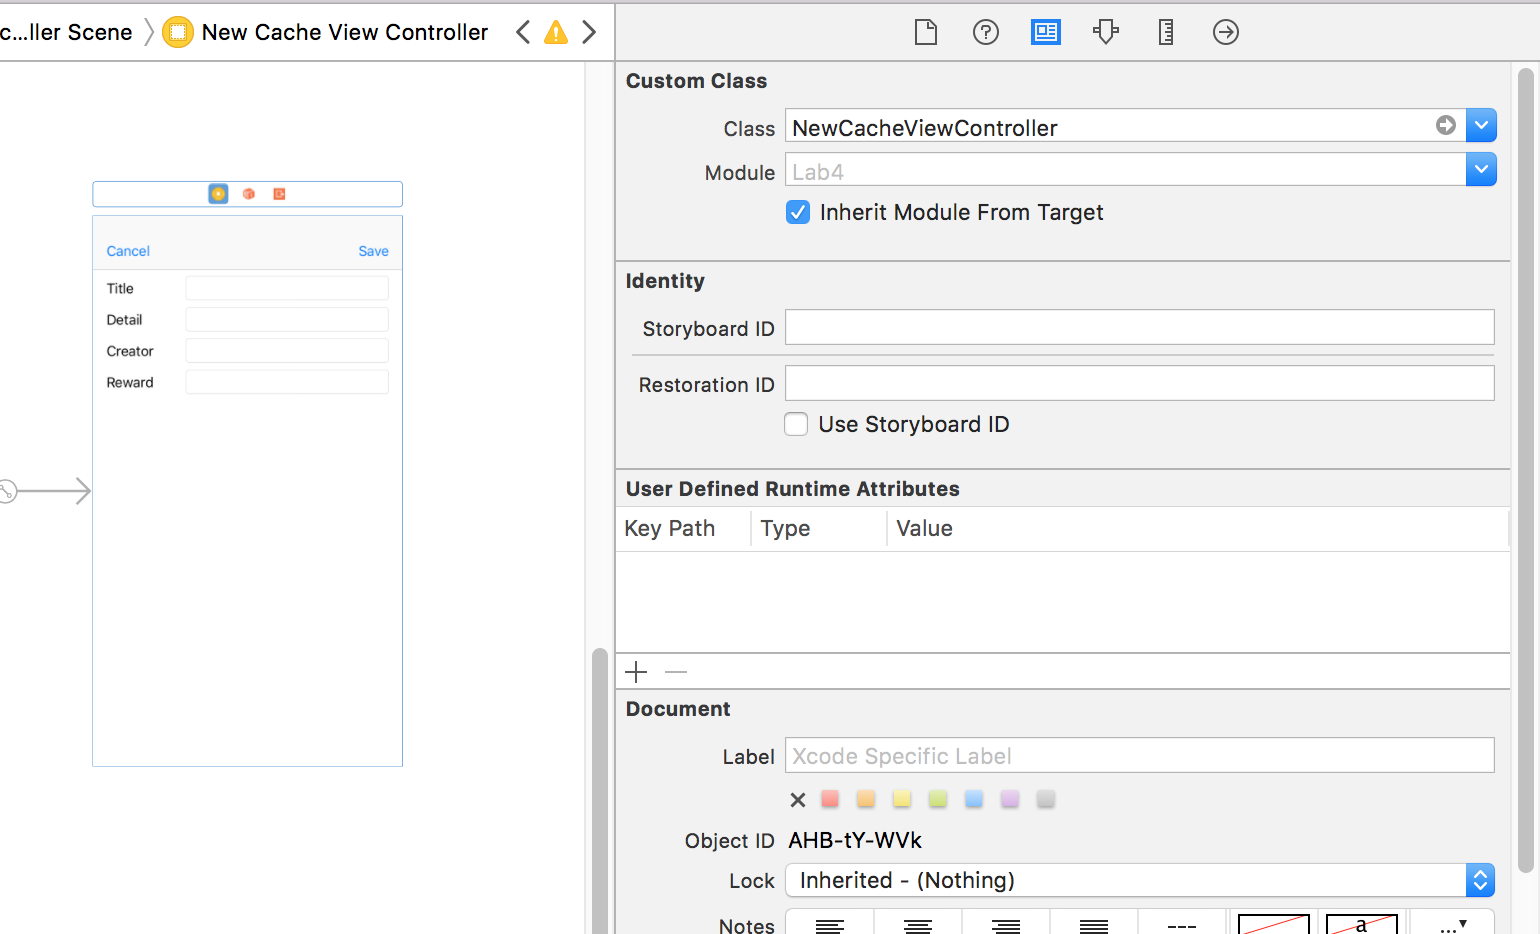 c...ller Scene
New Cache View Controller
Cancel
Save
Title
Detail
Creator
Reward
Custom Class
Class
NewCacheViewController
Module
Lab4
Inherit Module From Target
Identity
Storyboard ID
Restoration ID
Use Storyboard ID
User Defined Runtime Attributes
Key Path
Type
Value
Document
Label
Xcode Specific Label
Object ID
AHB-tY-WVk
Lock
Inherited - (Nothing)
Notes
---
a
...